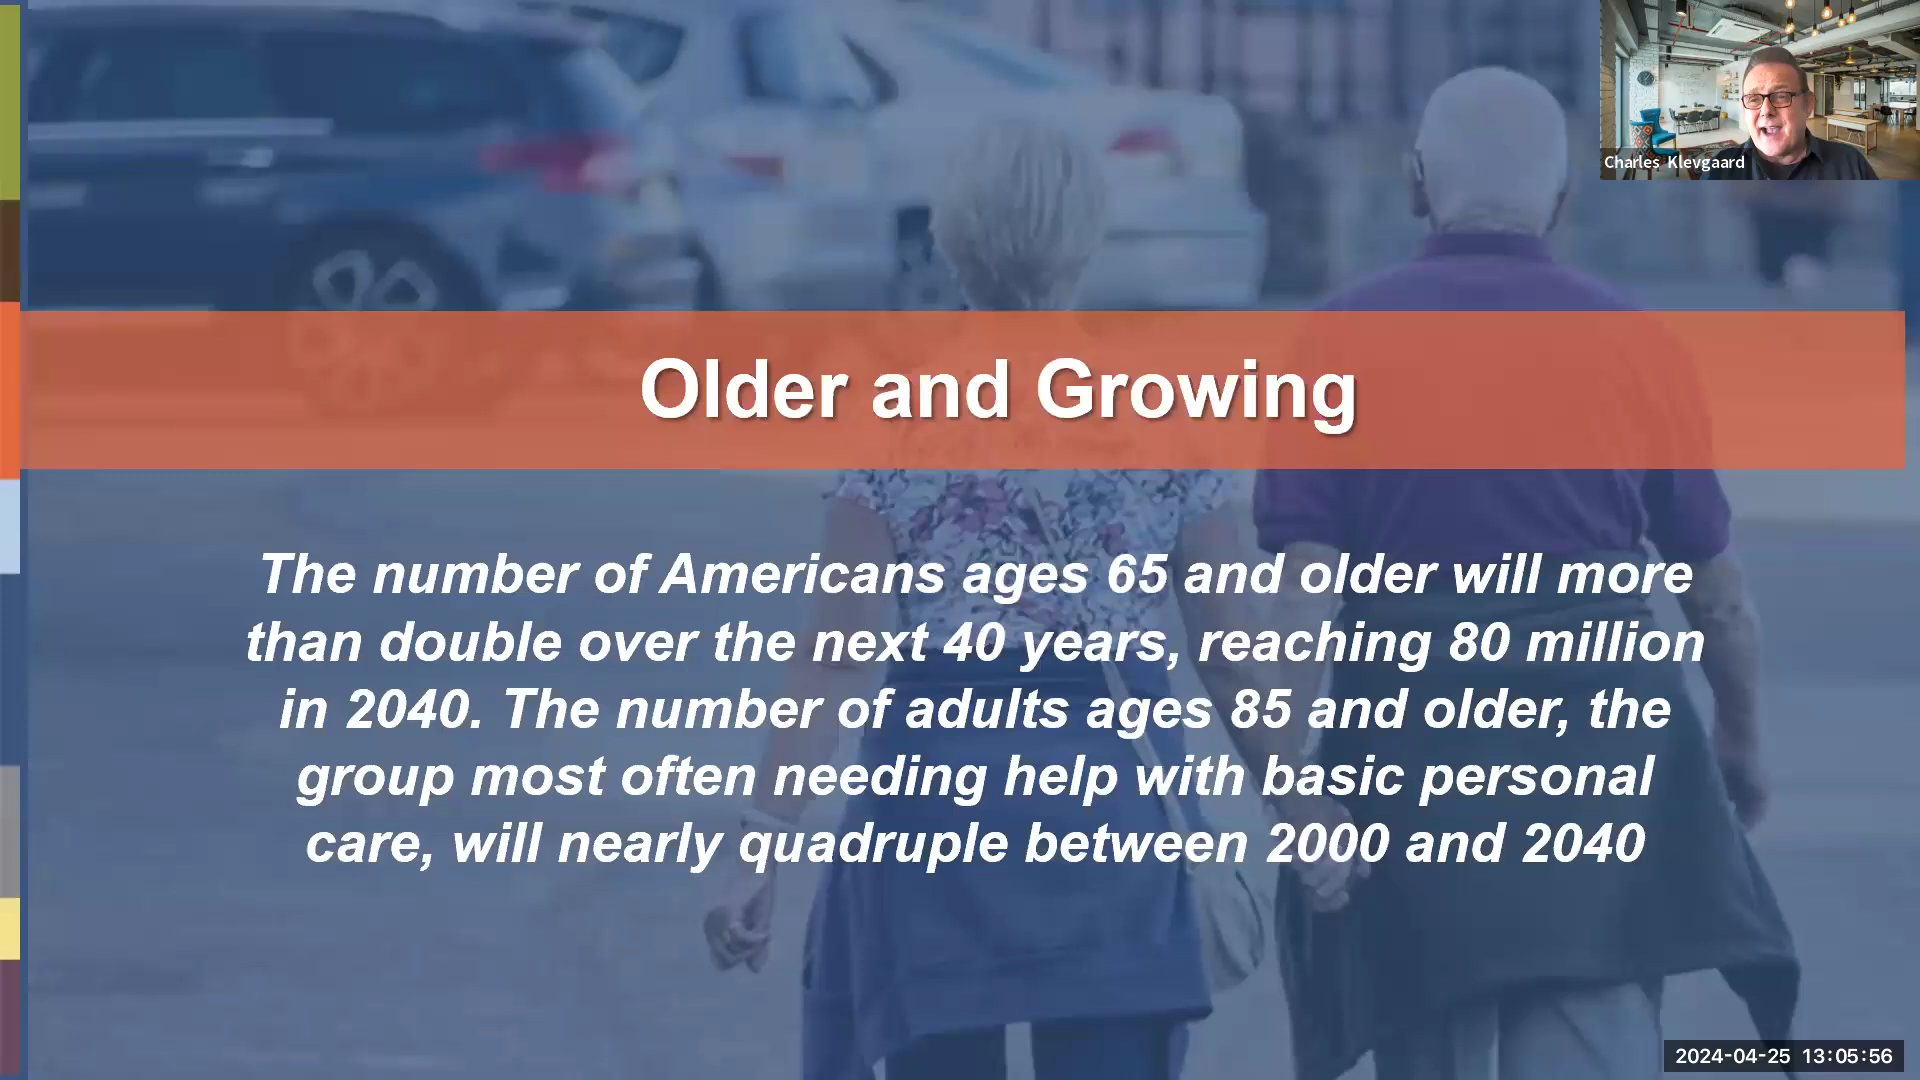 Charles Klevgaard
Older and Growing
The number of Americans ages 65 and older will more
than double over the next 40 years, reaching 80 million
in 2040. The number of adults ages 85 and older, the
group most often needing help with basic personal
care, will nearly quadruple between 2000 and 2040
2024-04-25 13:05:56